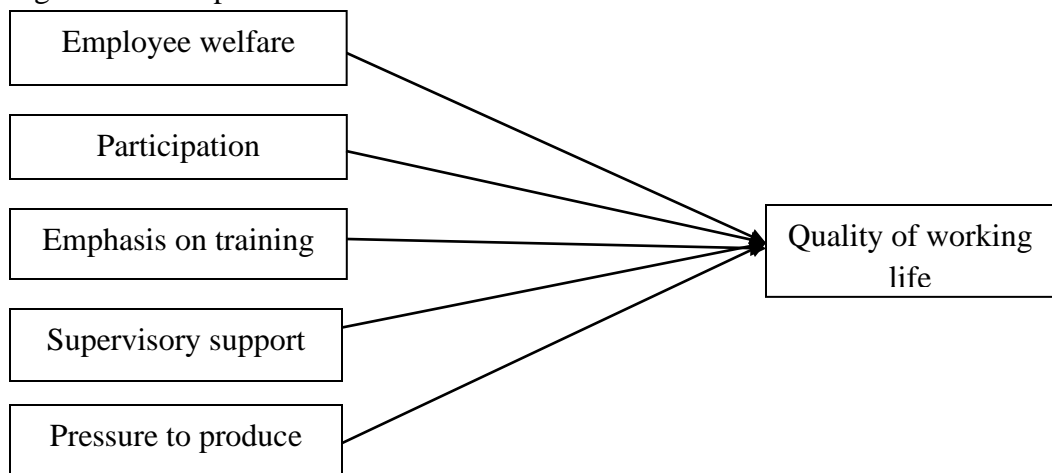 Employee welfare
Participation
Emphasis on training
Supervisory support
Pressure to produce
Quality of working
life